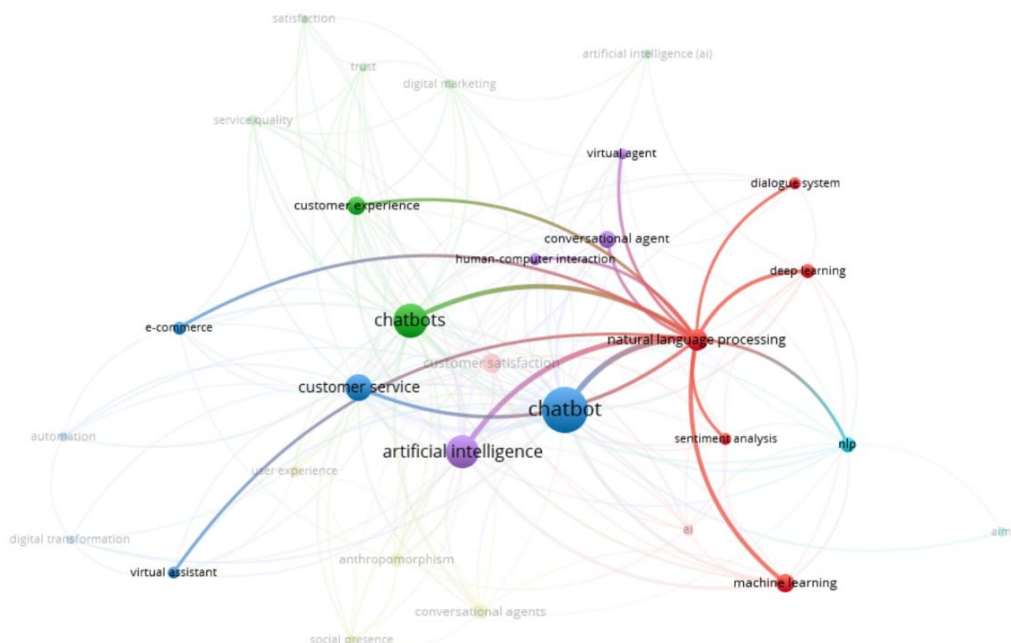 satisfaction
artificial intelligence (ai)
trust
digital marketing
service quality
virtual agent
dialogue system
customer experience
conversational agent
human-computer interaction
deep learning
chatbots
e-commerce
natural language processing
customer satisfaction
customer service
chatbot
automation
sentiment analysis
nlp
artificial intelligence
user experience
ai
aiml
digital transformation
anthropomorphism
virtual assistant
machine learning
conversational agents
social presence